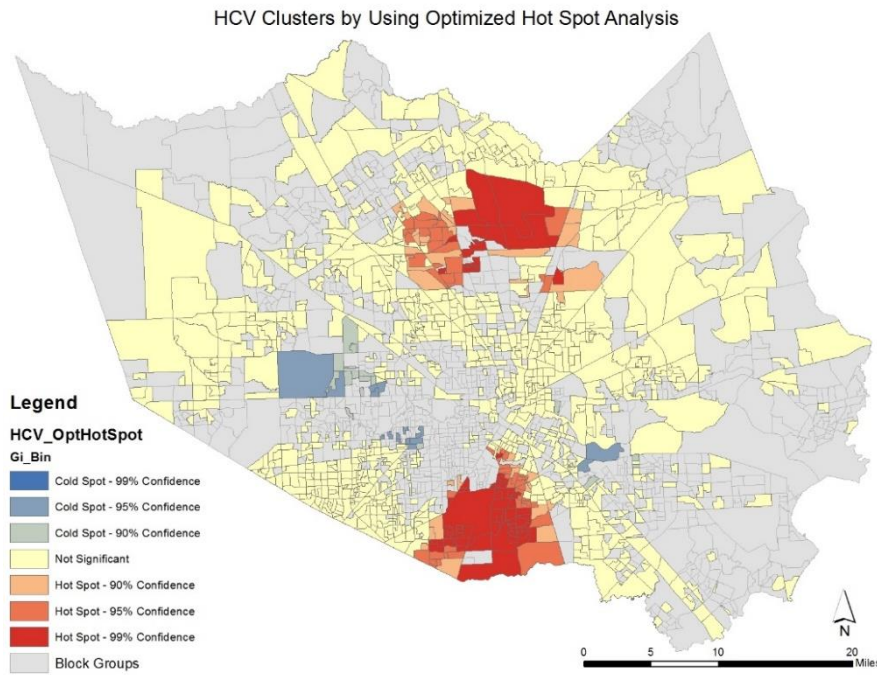 HCV Clusters by Using Optimized Hot Spot Analysis
Legend
HCV_OptHotSpot
Gi_Bin
Cold Spot - 99% Confidence
Cold Spot - 95% Confidence
Cold Spot - 90% Confidence
Not Significant
Hot Spot - 90% Confidence
Hot Spot - 95% Confidence
Hot Spot - 99% Confidence
Block Groups
N
0 5 10 20
Miles